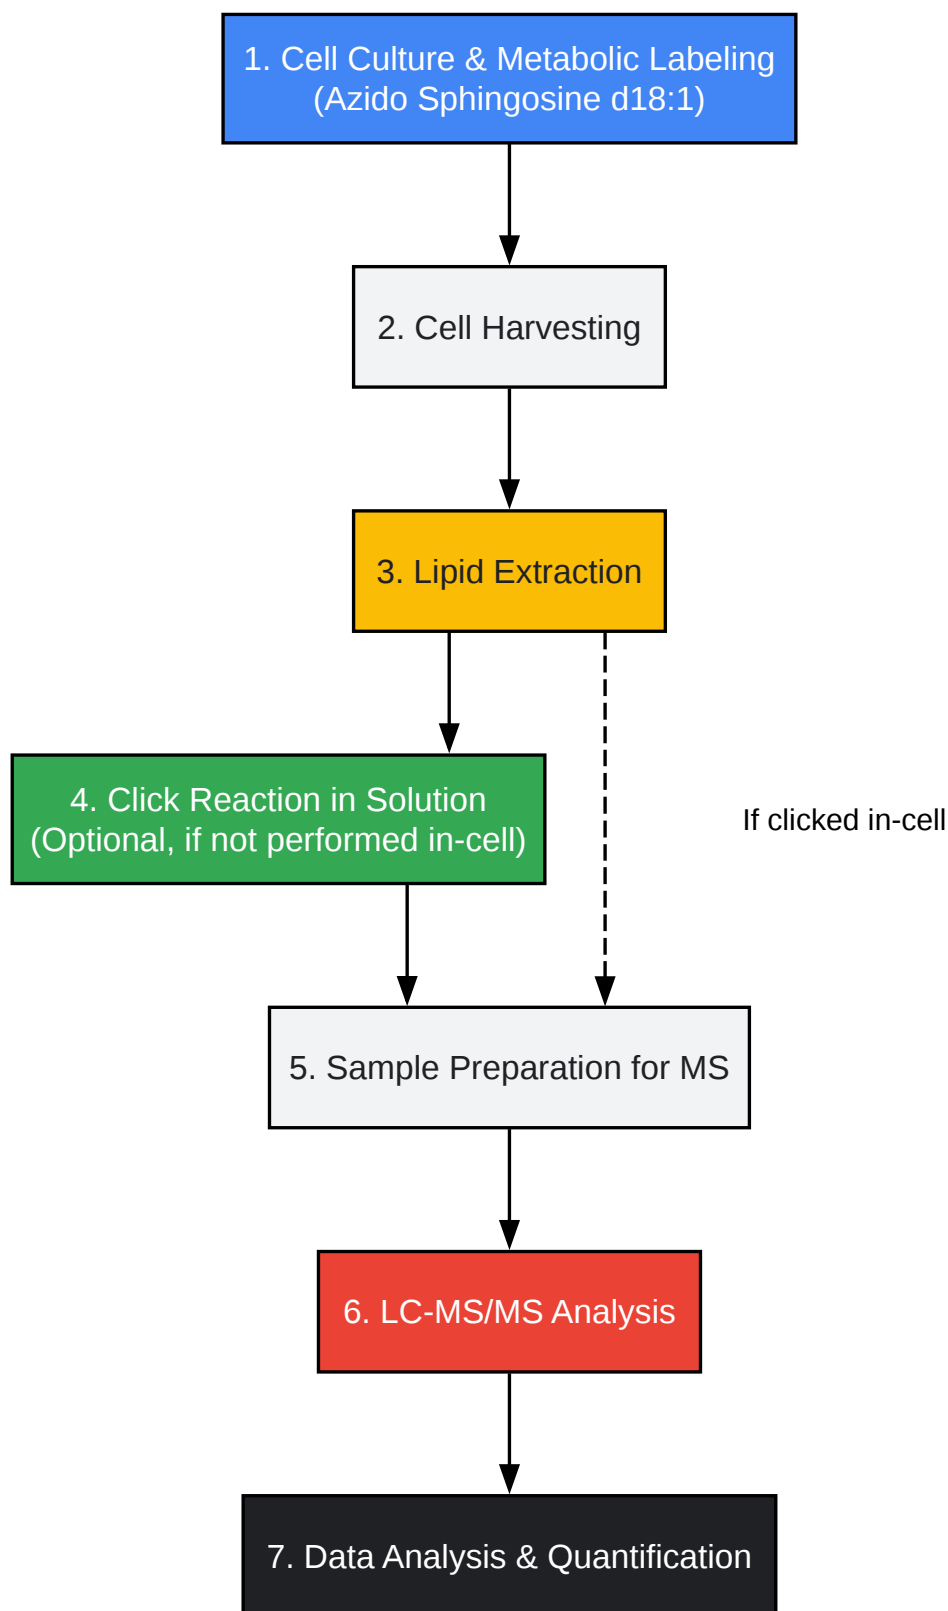 1. Cell Culture & Metabolic Labeling
(Azido Sphingosine d18:1)
2. Cell Harvesting
3. Lipid Extraction
4. Click Reaction in Solution
(Optional, if not performed in-cell)
If clicked in-cell
5. Sample Preparation for MS
6. LC-MS/MS Analysis
7. Data Analysis & Quantification